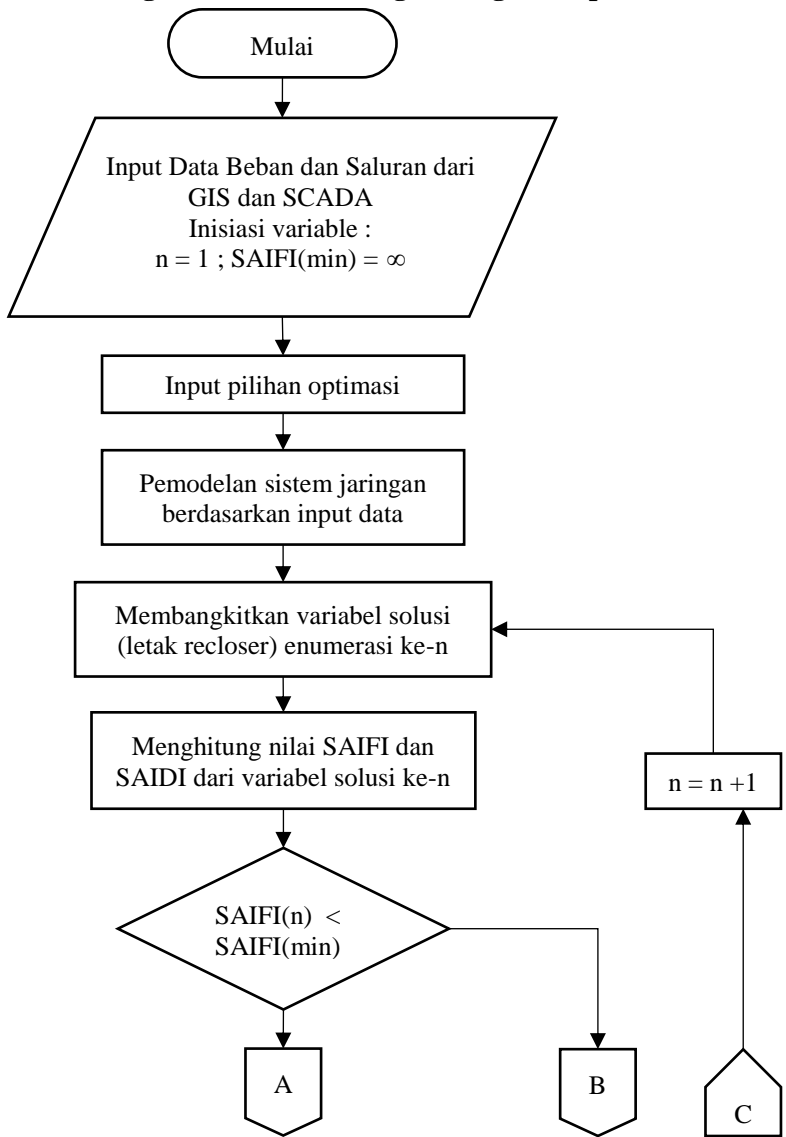 Mulai
Input Data Beban dan Saluran dari
GIS dan SCADA
Inisiasi variable :
n = 1 ; SAIFI(min) = ∞
Input pilihan optimasi
Pemodelan sistem jaringan
berdasarkan input data
Membangkitkan variabel solusi
(letak recloser) enumerasi ke-n
Menghitung nilai SAIFI dan
SAIDI dari variabel solusi ke-n
n = n +1
SAIFI(n) <
SAIFI(min)
A
B
C